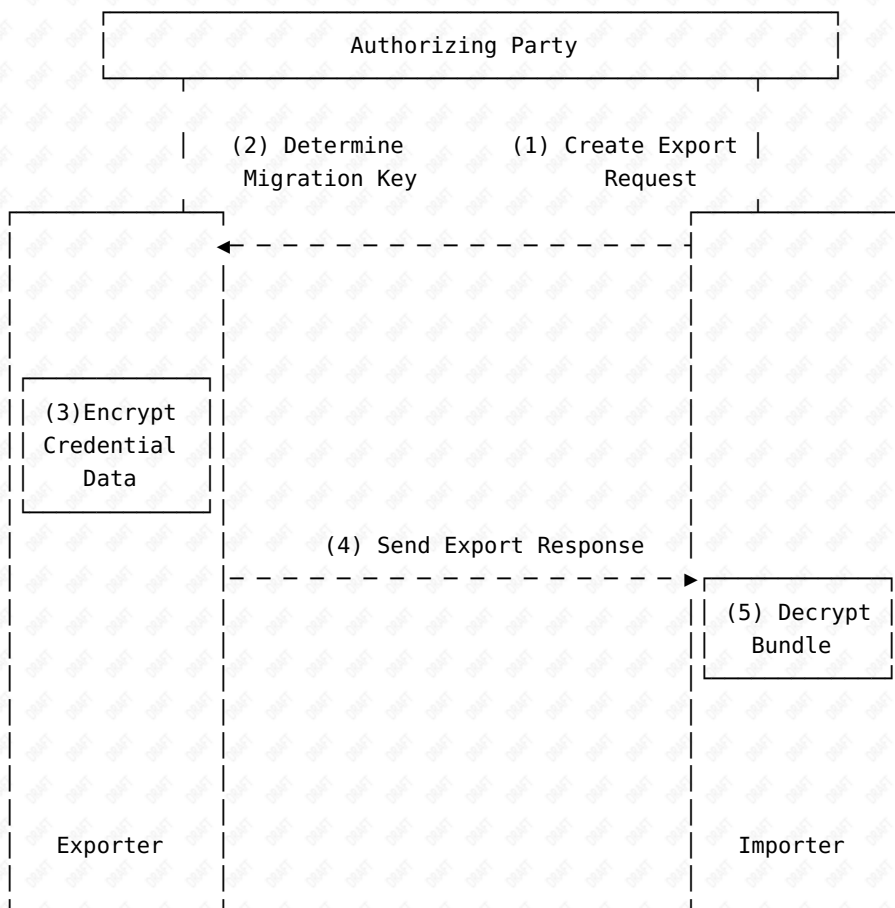 Authorizing Party
(2) Determine
Migration Key
(1) Create Export
Request
(3)Encrypt
Credential
Data
(4) Send Export Response
(5) Decrypt
Bundle
Exporter
Importer
DRAFT